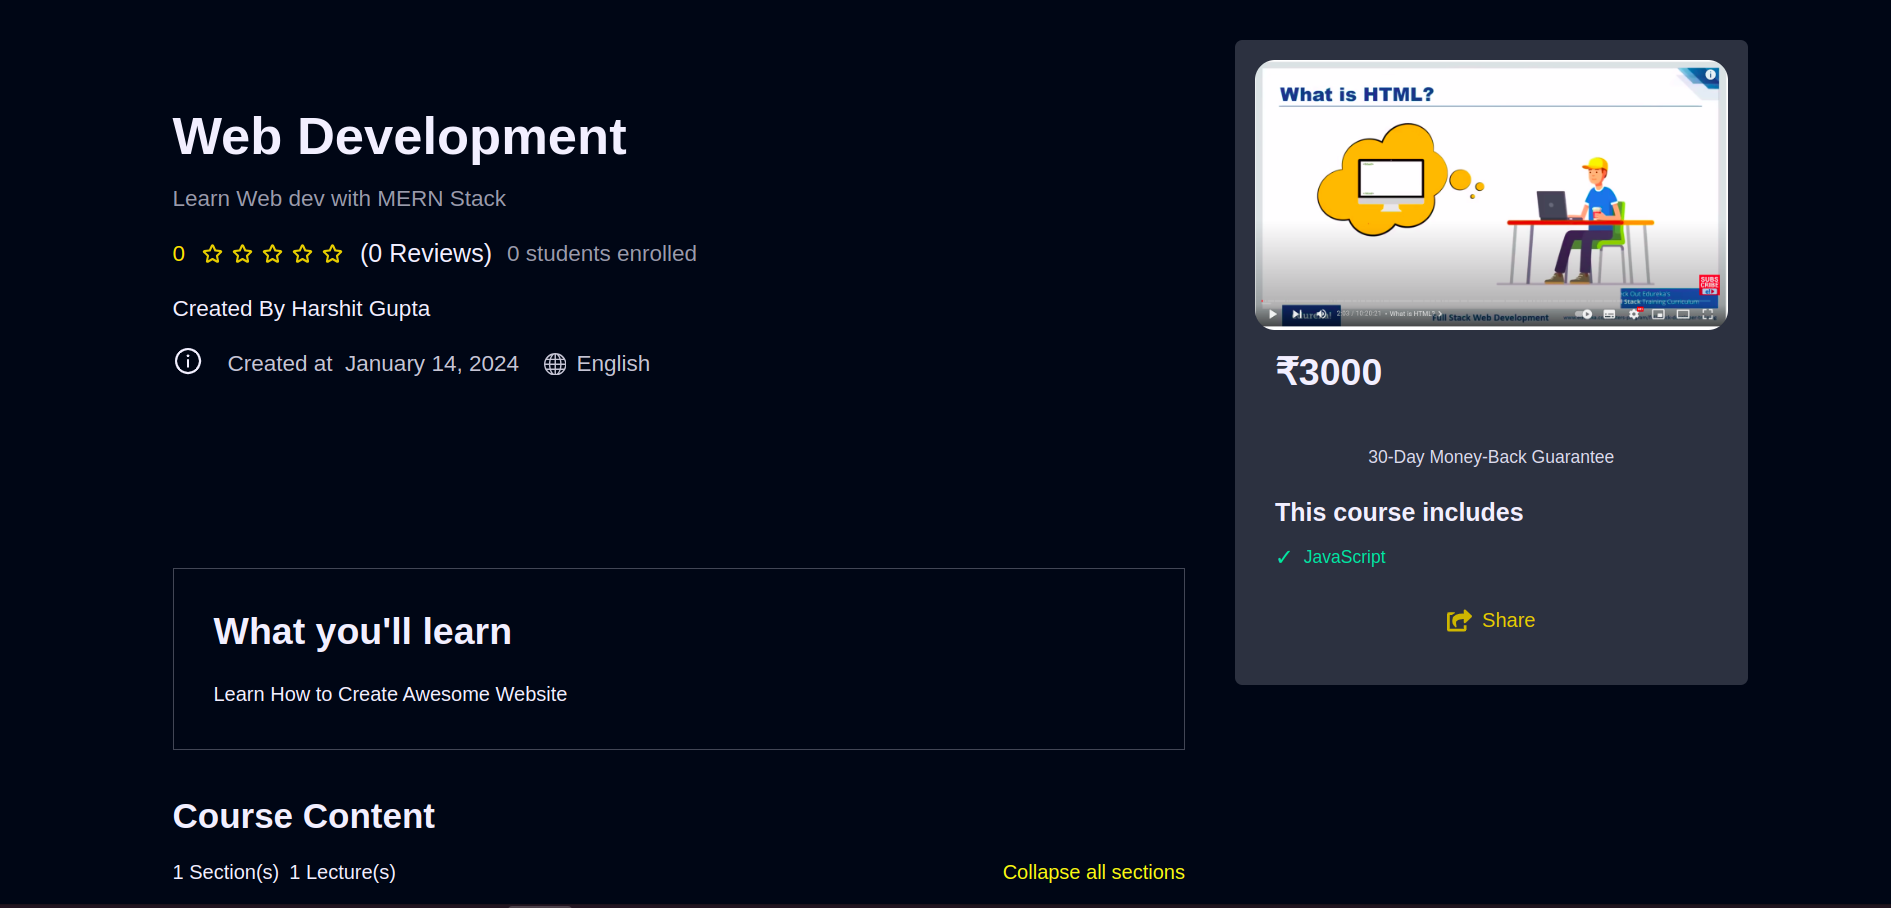 Web Development
Learn Web dev with MERN Stack
0 (0 Reviews) 0 students enrolled
Created By Harshit Gupta
Created at January 14, 2024 English
What you'll learn
Learn How to Create Awesome Website
Course Content
1 Section(s) 1 Lecture(s) Collapse all sections
What is HTML?
SUBS
CRIBE
Full Stack Web Development
₹3000
30-Day Money-Back Guarantee
This course includes
✓ JavaScript
Share